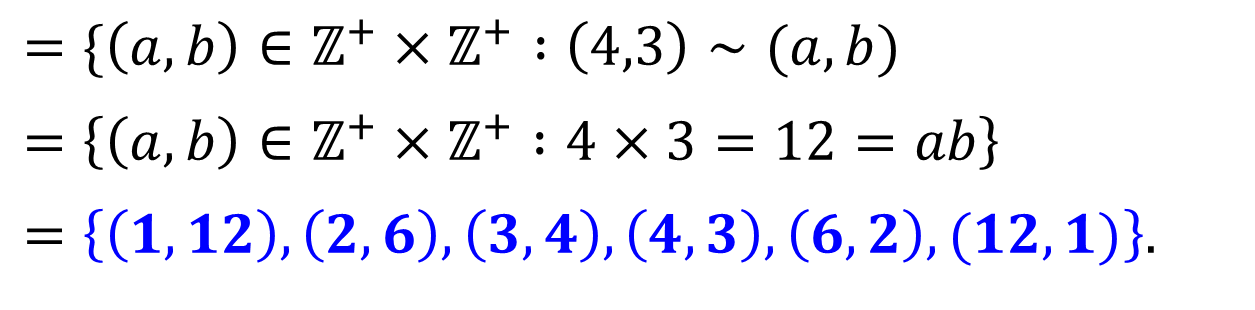 = {(a, b) ∈ ℤ⁺ × ℤ⁺ : (4,3) ~ (a, b)
= {(a, b) ∈ ℤ⁺ × ℤ⁺ : 4 × 3 = 12 = ab}
= {(1, 12), (2, 6), (3, 4), (4, 3), (6, 2), (12, 1)}.